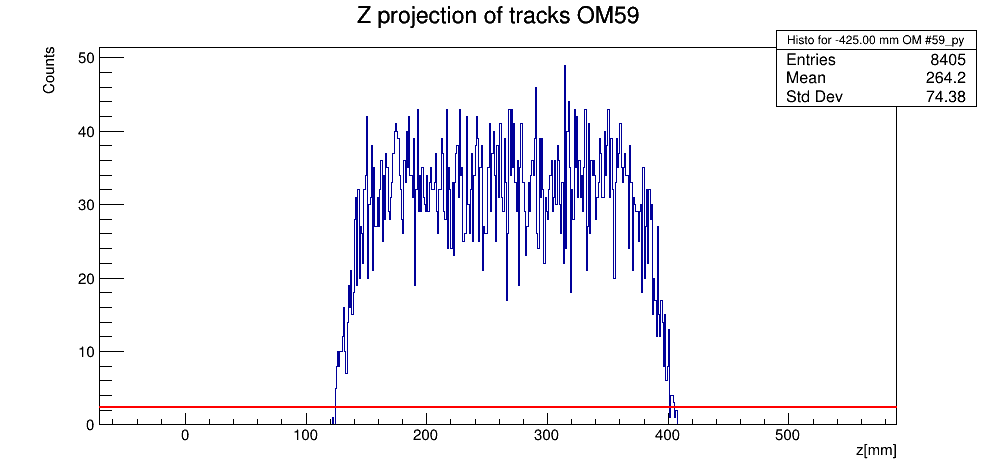 Z projection of tracks OM59
Histo for -425.00 mm OM #59_py
Entries 8405
Mean 264.2
Std Dev 74.38
Counts
50
40
30
20
10
0
0 100 200 300 400 500
z[mm]